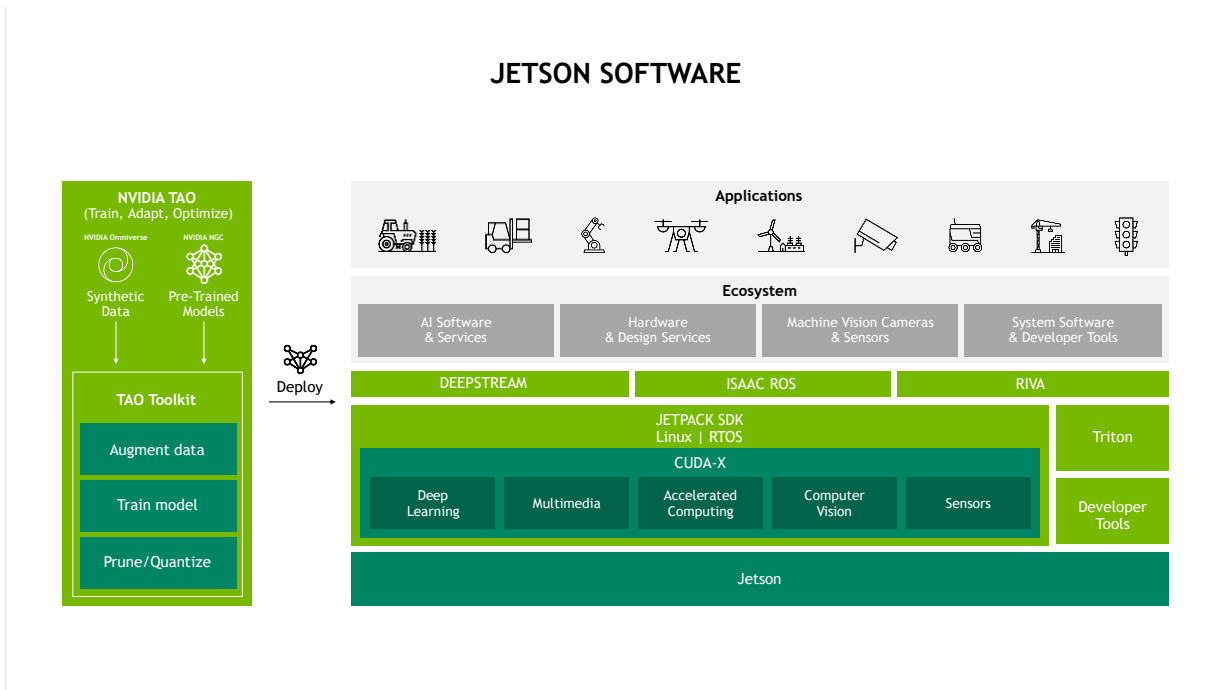 JETSON SOFTWARE
NVIDIA TAO
(Train, Adapt, Optimize)
NVIDIA Omniverse
NVIDIA NGC
Synthetic
Data
Pre-Trained
Models
TAO Toolkit
Augment data
Train model
Prune/Quantize
Deploy
Applications
Ecosystem
AI Software
& Services
Hardware
& Design Services
Machine Vision Cameras
& Sensors
System Software
& Developer Tools
DEEPSTREAM
ISAAC ROS
RIVA
JETPACK SDK
Linux | RTOS
CUDA-X
Deep
Learning
Multimedia
Accelerated
Computing
Computer
Vision
Sensors
Triton
Developer
Tools
Jetson